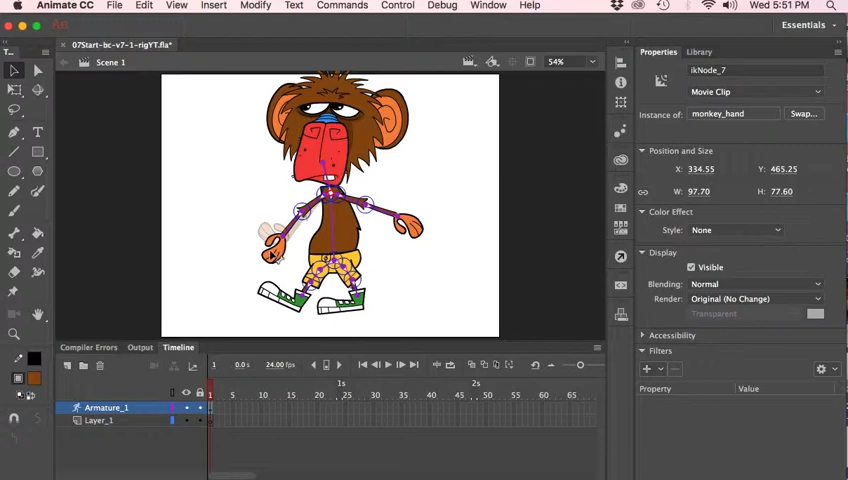 Animate CC File Edit View Insert Modify Text Commands Control Debug Window Help Wed 5:51 PM
Essentials
07Start-bc-v7-1-rigYT.fla*
Scene 1
54%
Properties Library
ikNode_7
Movie Clip
Instance of: monkey_hand Swap...
Position and Size
X: 334.55 Y: 465.25
W: 97.70 H: 77.60
Color Effect
Style: None
Display
Visible
Blending: Normal
Render: Original (No Change)
Transparent
Accessibility
Filters
Property Value
Compiler Errors Output Timeline
1 0.0 s 24.00 fps
1s 2s
1 5 10 15 20 25 30 35 40 45 50 55 60 65
Armature_1
Layer_1